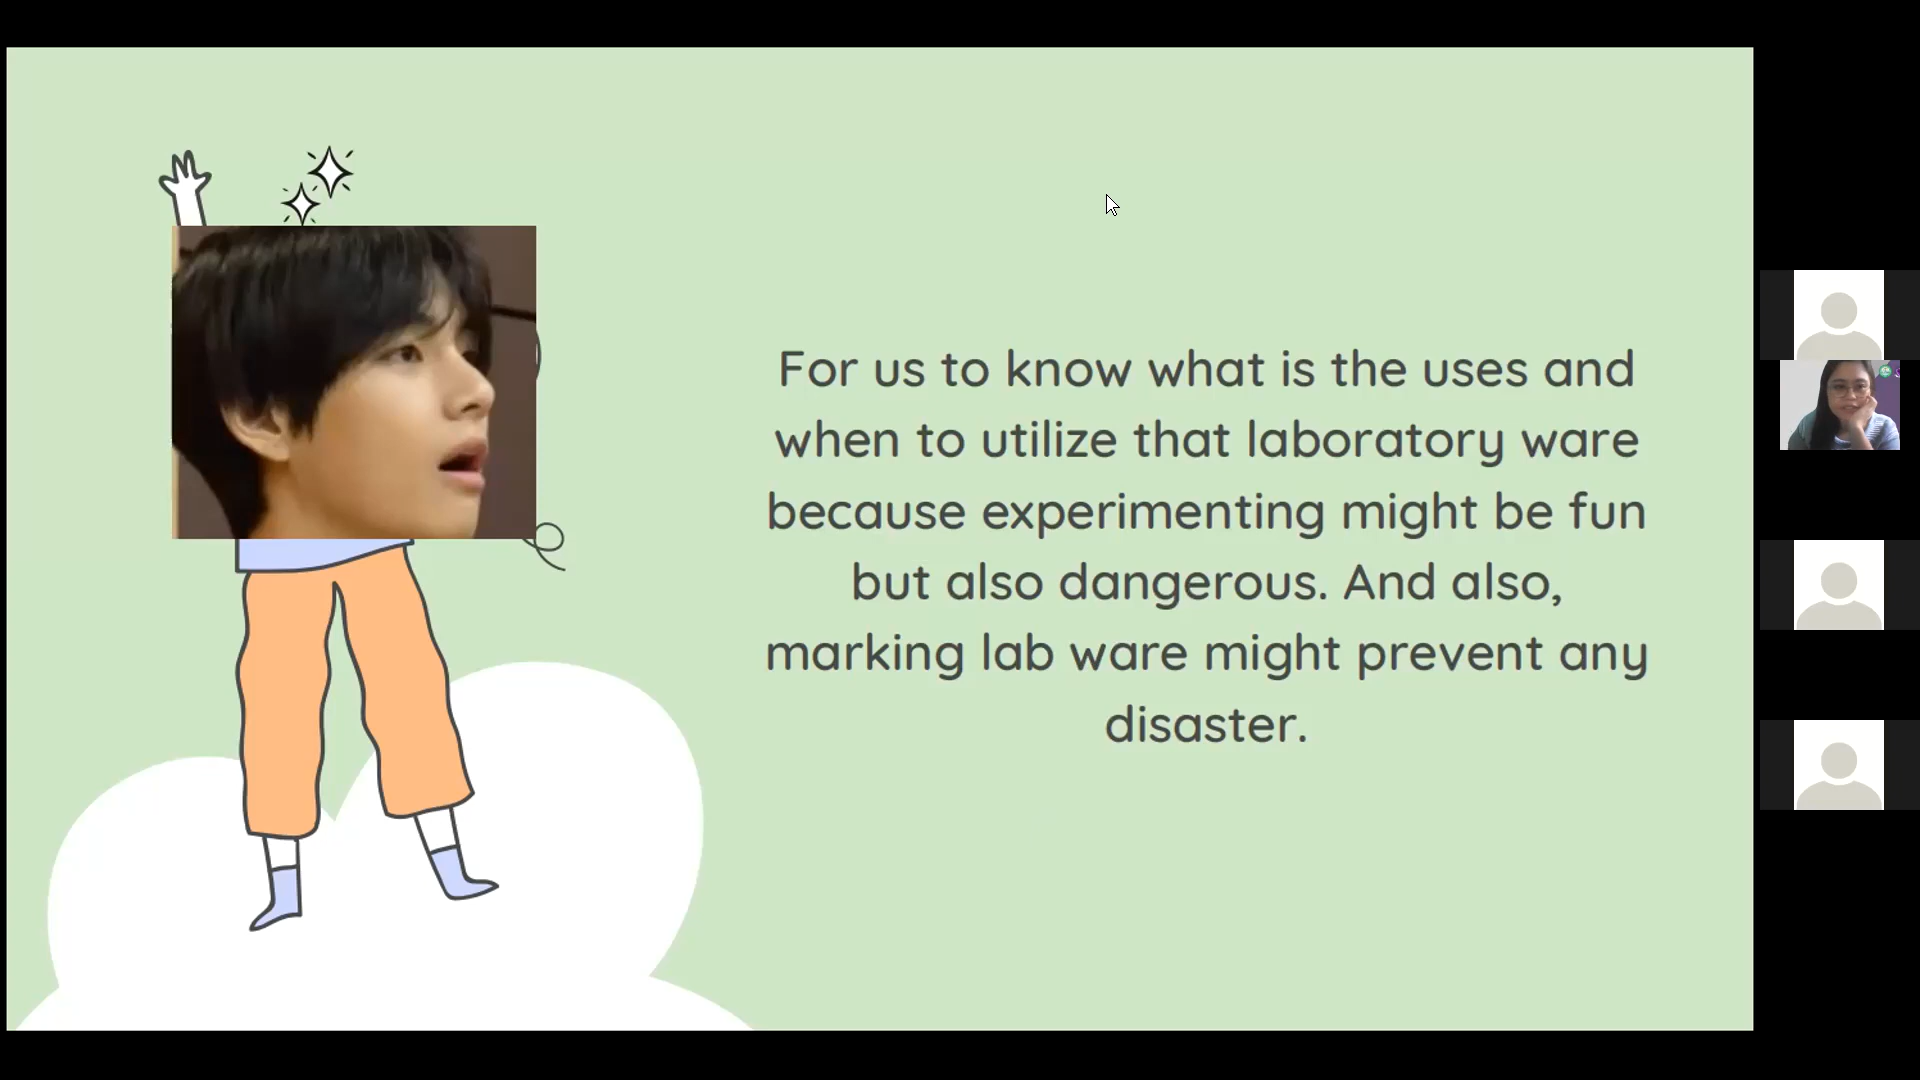 For us to know what is the uses and
when to utilize that laboratory ware
because experimenting might be fun
but also dangerous. And also,
marking lab ware might prevent any
disaster.